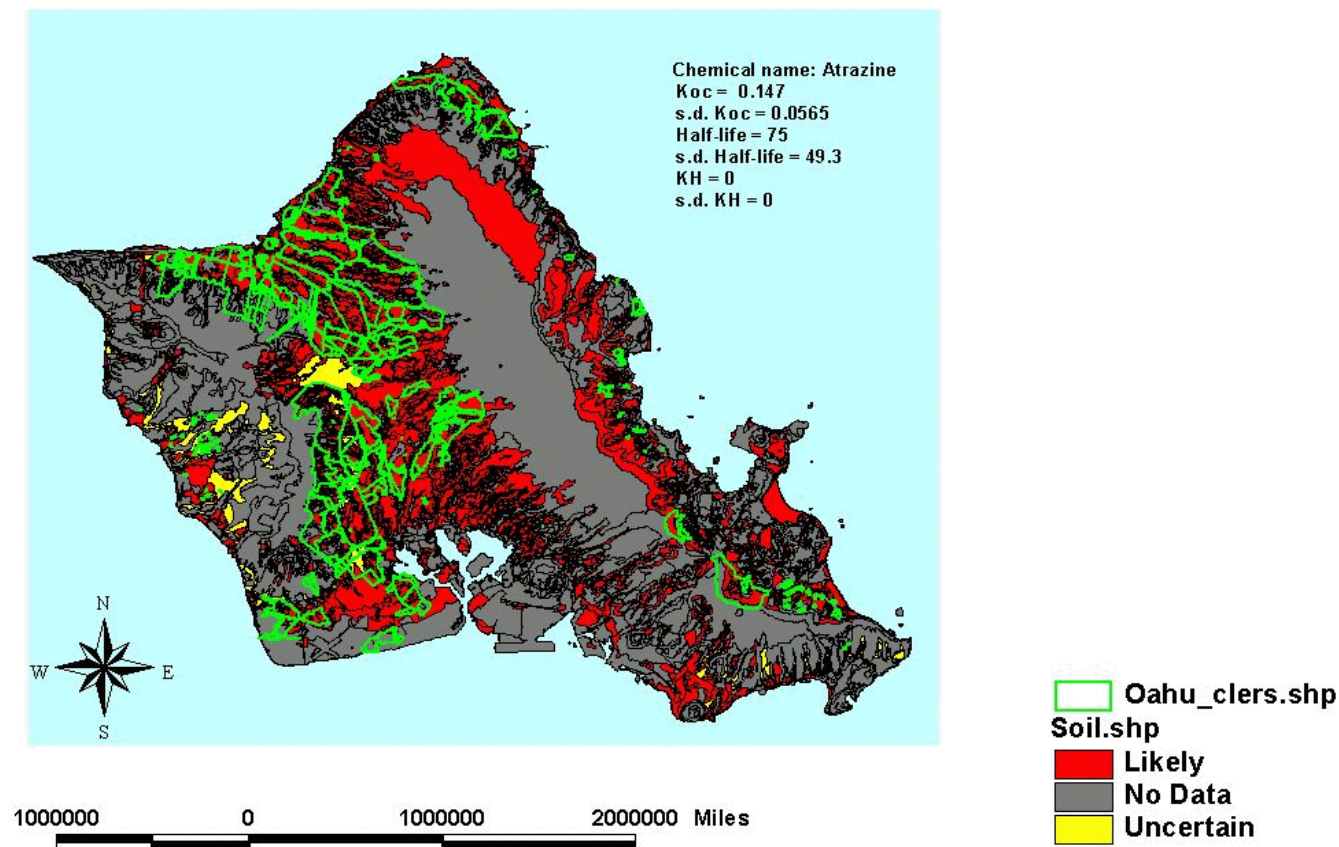 Chemical name: Atrazine
Koc = 0.147
s.d. Koc = 0.0565
Half-life = 75
s.d. Half-life = 49.3
KH = 0
s.d. KH = 0
N
W E
S
Oahu_clers.shp
Soil.shp
Likely
No Data
Uncertain
1000000 0 1000000 2000000 Miles